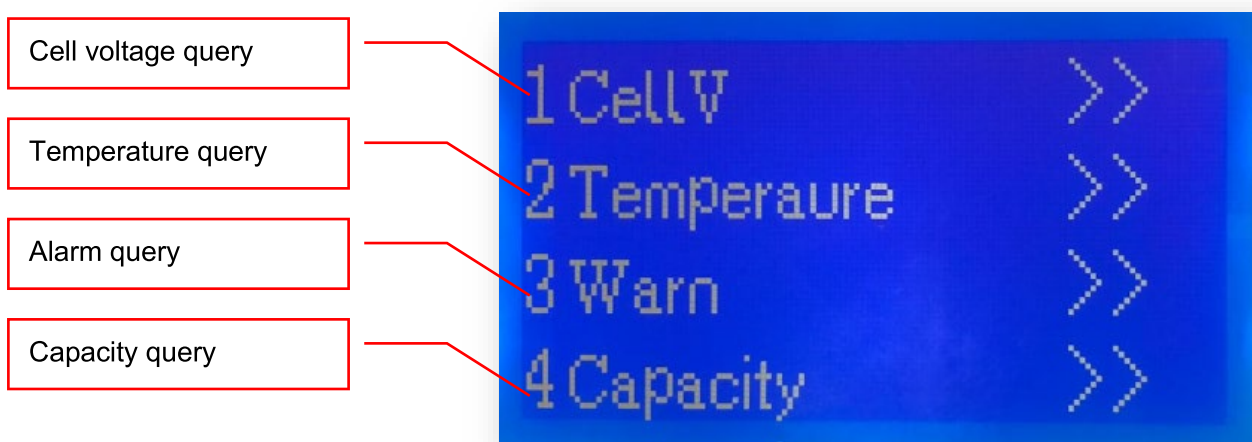 Cell voltage query
Temperature query
Alarm query
Capacity query
1 CellV >>
2 Temperaure >>
3 Warn >>
4 Capacity >>